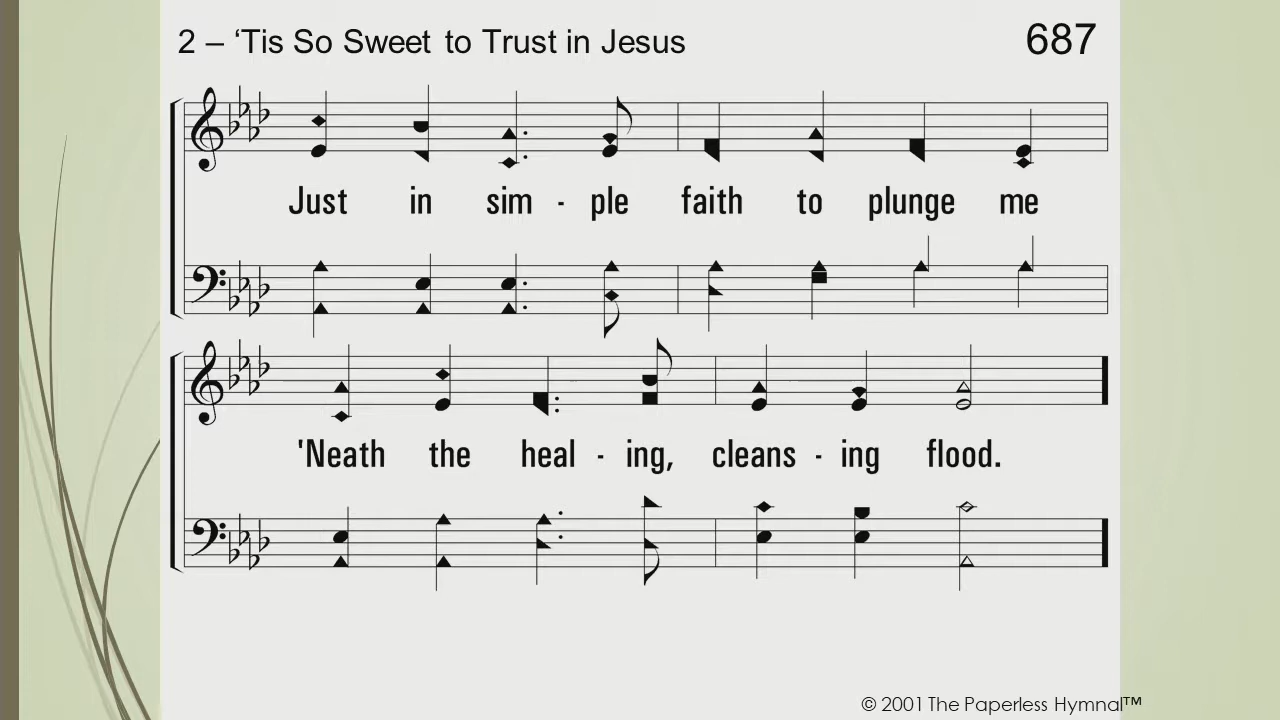 2 – ‘Tis So Sweet to Trust in Jesus 687
Just in sim - ple faith to plunge me
'Neath the heal - ing, cleans - ing flood.
© 2001 The Paperless Hymnal™